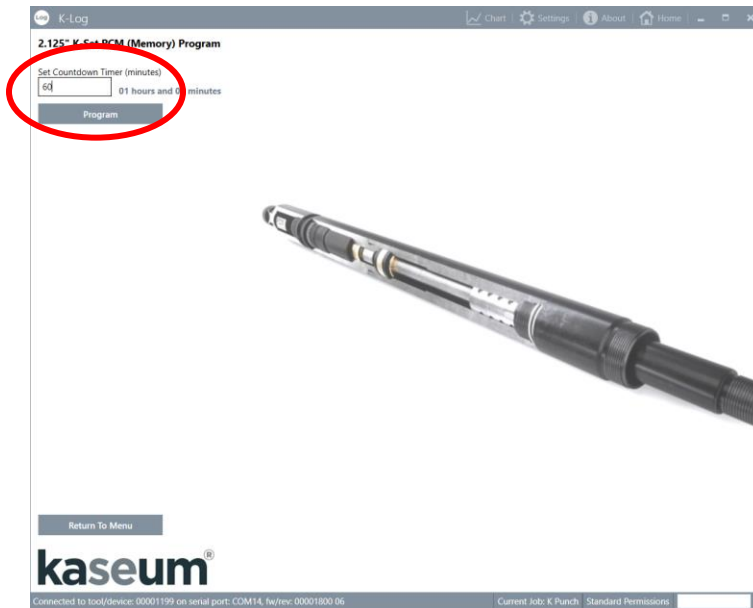 Log K-Log Chart Settings About Home
2.125" K-Set PCM (Memory) Program
Set Countdown Timer (minutes)
60
01 hours and minutes
Program
Return To Menu
kaseum®
Connected to tool/device: 00001199 on serial port: COM14, fw/rev: 00001800 06 Current Job: K Punch Standard Permissions